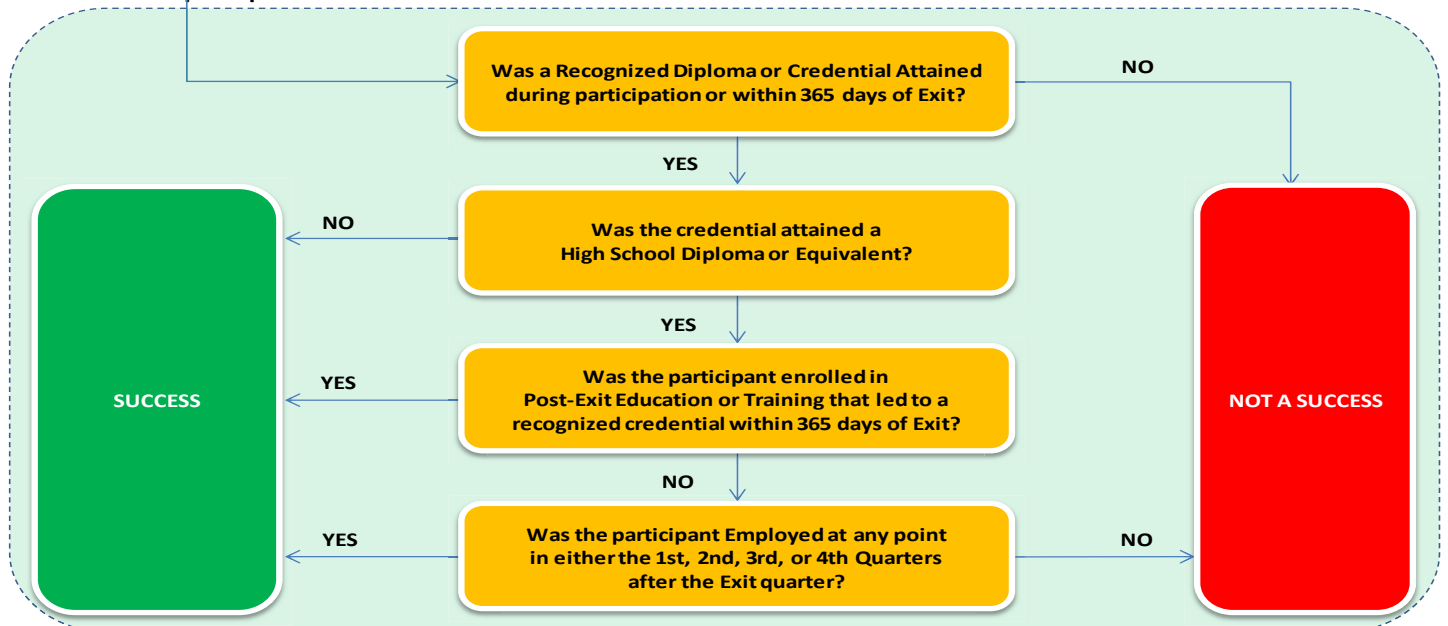 Was a Recognized Diploma or Credential Attained
during participation or within 365 days of Exit?
NO
YES
Was the credential attained a
High School Diploma or Equivalent?
NO
YES
Was the participant enrolled in
Post-Exit Education or Training that led to a
recognized credential within 365 days of Exit?
YES
SUCCESS
NOT A SUCCESS
NO
Was the participant Employed at any point
in either the 1st, 2nd, 3rd, or 4th Quarters
after the Exit quarter?
YES
NO